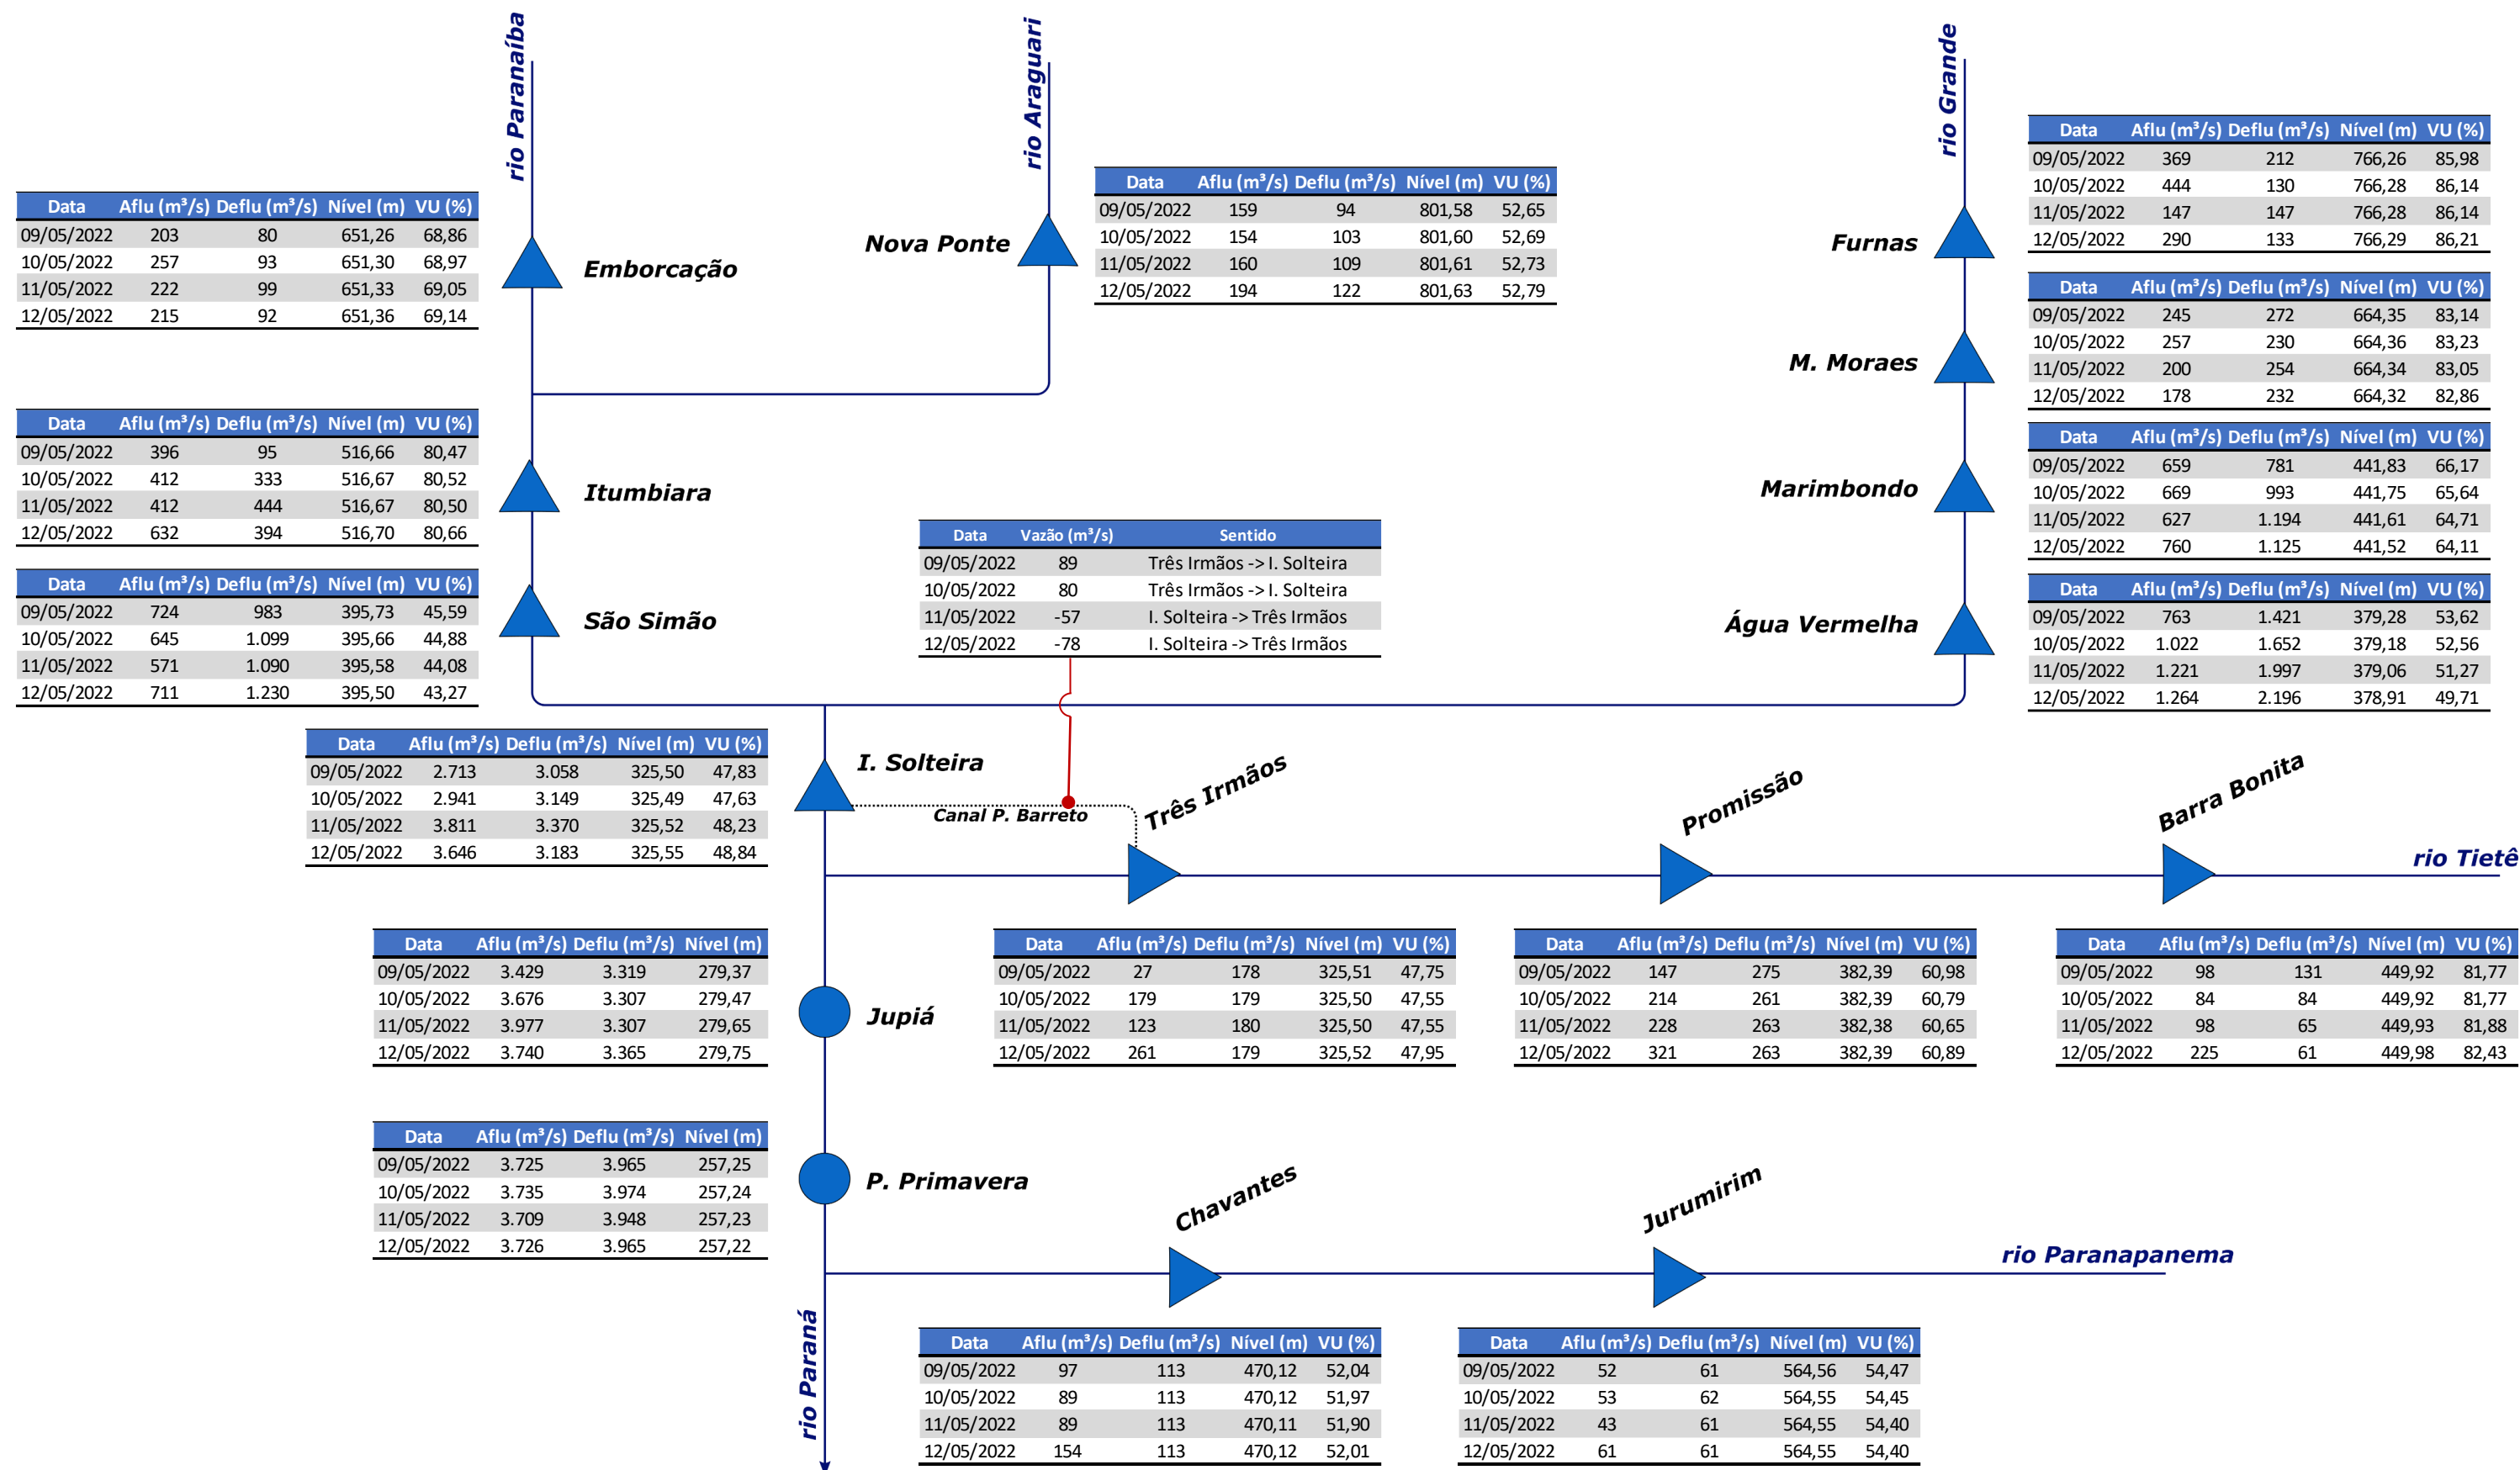 rio Paranaíba
rio Araguari
rio Grande
Data Aflu (m³/s) Deflu (m³/s) Nível (m) VU (%)
09/05/2022 203 80 651,26 68,86
10/05/2022 257 93 651,30 68,97
11/05/2022 222 99 651,33 69,05
12/05/2022 215 92 651,36 69,14
Emborcação
Nova Ponte
Data Aflu (m³/s) Deflu (m³/s) Nível (m) VU (%)
09/05/2022 159 94 801,58 52,65
10/05/2022 154 103 801,60 52,69
11/05/2022 160 109 801,61 52,73
12/05/2022 194 122 801,63 52,79
Furnas
Data Aflu (m³/s) Deflu (m³/s) Nível (m) VU (%)
09/05/2022 369 212 766,26 85,98
10/05/2022 444 130 766,28 86,14
11/05/2022 147 147 766,28 86,14
12/05/2022 290 133 766,29 86,21
M. Moraes
Data Aflu (m³/s) Deflu (m³/s) Nível (m) VU (%)
09/05/2022 245 272 664,35 83,14
10/05/2022 257 230 664,36 83,23
11/05/2022 200 254 664,34 83,05
12/05/2022 178 232 664,32 82,86
Data Aflu (m³/s) Deflu (m³/s) Nível (m) VU (%)
09/05/2022 396 95 516,66 80,47
10/05/2022 412 333 516,67 80,52
11/05/2022 412 444 516,67 80,50
12/05/2022 632 394 516,70 80,66
Itumbiara
Marimbondo
Data Aflu (m³/s) Deflu (m³/s) Nível (m) VU (%)
09/05/2022 659 781 441,83 66,17
10/05/2022 669 993 441,75 65,64
11/05/2022 627 1.194 441,61 64,71
12/05/2022 760 1.125 441,52 64,11
Data Aflu (m³/s) Deflu (m³/s) Nível (m) VU (%)
09/05/2022 724 983 395,73 45,59
10/05/2022 645 1.099 395,66 44,88
11/05/2022 571 1.090 395,58 44,08
12/05/2022 711 1.230 395,50 43,27
São Simão
Data Vazão (m³/s) Sentido
09/05/2022 89 Três Irmãos -> I. Solteira
10/05/2022 80 Três Irmãos -> I. Solteira
11/05/2022 -57 I. Solteira -> Três Irmãos
12/05/2022 -78 I. Solteira -> Três Irmãos
Água Vermelha
Data Aflu (m³/s) Deflu (m³/s) Nível (m) VU (%)
09/05/2022 763 1.421 379,28 53,62
10/05/2022 1.022 1.652 379,18 52,56
11/05/2022 1.221 1.997 379,06 51,27
12/05/2022 1.264 2.196 378,91 49,71
Data Aflu (m³/s) Deflu (m³/s) Nível (m) VU (%)
09/05/2022 2.713 3.058 325,50 47,83
10/05/2022 2.941 3.149 325,49 47,63
11/05/2022 3.811 3.370 325,52 48,23
12/05/2022 3.646 3.183 325,55 48,84
I. Solteira
Canal P. Barreto
Três Irmãos
Promissão
Barra Bonita
rio Tietê
Data Aflu (m³/s) Deflu (m³/s) Nível (m)
09/05/2022 3.429 3.319 279,37
10/05/2022 3.676 3.307 279,47
11/05/2022 3.977 3.307 279,65
12/05/2022 3.740 3.365 279,75
Jupiá
Data Aflu (m³/s) Deflu (m³/s) Nível (m) VU (%)
09/05/2022 27 178 325,51 47,75
10/05/2022 179 179 325,50 47,55
11/05/2022 123 180 325,50 47,55
12/05/2022 261 179 325,52 47,95
Data Aflu (m³/s) Deflu (m³/s) Nível (m) VU (%)
09/05/2022 147 275 382,39 60,98
10/05/2022 214 261 382,39 60,79
11/05/2022 228 263 382,38 60,65
12/05/2022 321 263 382,39 60,89
Data Aflu (m³/s) Deflu (m³/s) Nível (m) VU (%)
09/05/2022 98 131 449,92 81,77
10/05/2022 84 84 449,92 81,77
11/05/2022 98 65 449,93 81,88
12/05/2022 225 61 449,98 82,43
Data Aflu (m³/s) Deflu (m³/s) Nível (m)
09/05/2022 3.725 3.965 257,25
10/05/2022 3.735 3.974 257,24
11/05/2022 3.709 3.948 257,23
12/05/2022 3.726 3.965 257,22
P. Primavera
Chavantes
Jurumirim
rio Paranapanema
rio Paraná
Data Aflu (m³/s) Deflu (m³/s) Nível (m) VU (%)
09/05/2022 97 113 470,12 52,04
10/05/2022 89 113 470,12 51,97
11/05/2022 89 113 470,11 51,90
12/05/2022 154 113 470,12 52,01
Data Aflu (m³/s) Deflu (m³/s) Nível (m) VU (%)
09/05/2022 52 61 564,56 54,47
10/05/2022 53 62 564,55 54,45
11/05/2022 43 61 564,55 54,40
12/05/2022 61 61 564,55 54,40